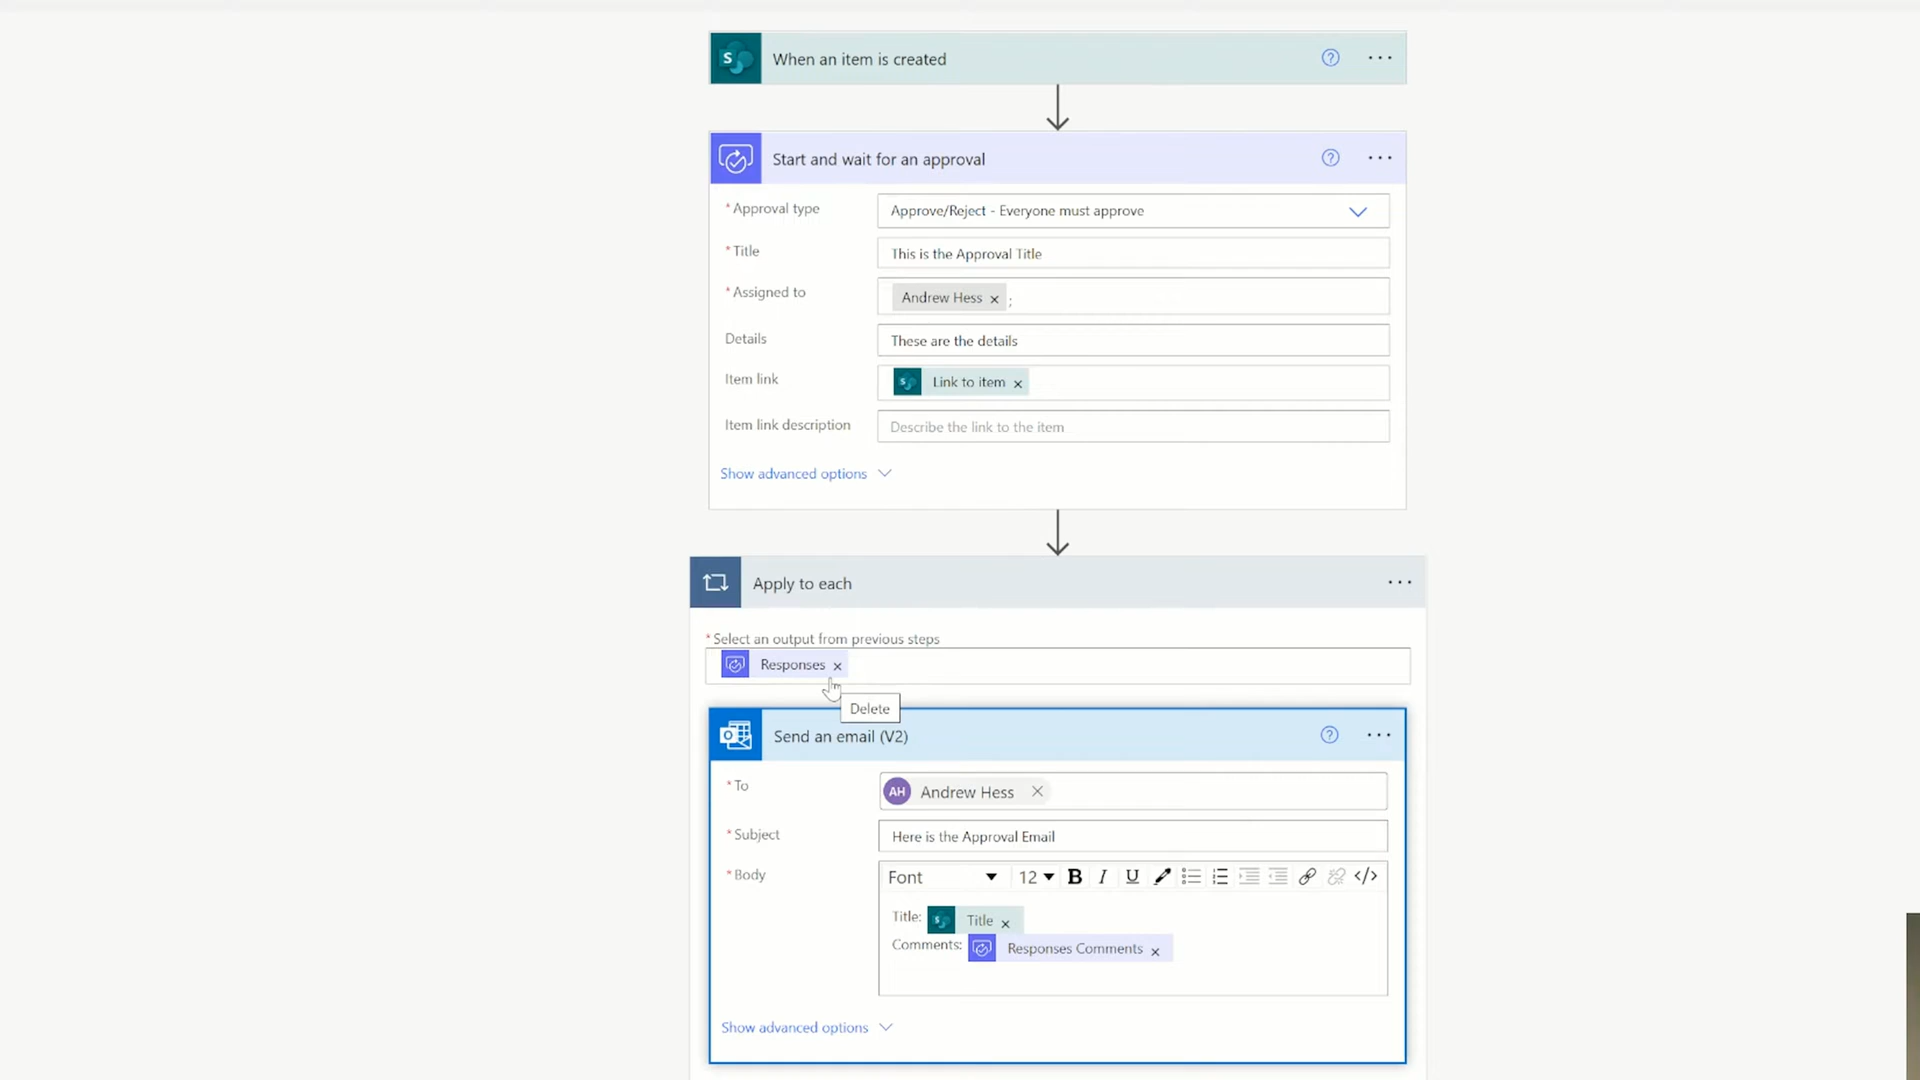 When an item is created
Start and wait for an approval
* Approval type
Approve/Reject - Everyone must approve
* Title
This is the Approval Title
* Assigned to
Andrew Hess × ;
Details
These are the details
Item link
Link to item ×
Item link description
Describe the link to the item
Show advanced options
Apply to each
* Select an output from previous steps
Responses ×
Delete
Send an email (V2)
* To
AH Andrew Hess ×
* Subject
Here is the Approval Email
* Body
Font 12 B I U </>
Title: Title ×
Comments: Responses Comments ×
Show advanced options